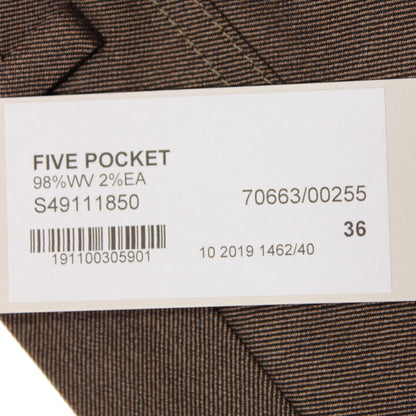 FIVE POCKET
98%WV 2%EA
S49111850
70663/00255
36
191100305901
10 2019 1462/40